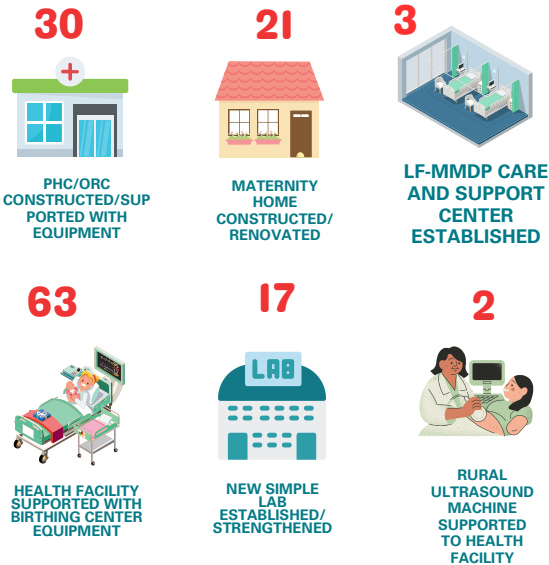 30
PHC/ORC
CONSTRUCTED/SUP
PORTED WITH
EQUIPMENT
21
MATERNITY
HOME
CONSTRUCTED/
RENOVATED
3
LF-MMDP CARE
AND SUPPORT
CENTER
ESTABLISHED
63
HEALTH FACILITY
SUPPORTED WITH
BIRTHING CENTER
EQUIPMENT
17
LAB
NEW SIMPLE
LAB
ESTABLISHED/
STRENGTHENED
2
RURAL
ULTRASOUND
MACHINE
SUPPORTED
TO HEALTH
FACILITY